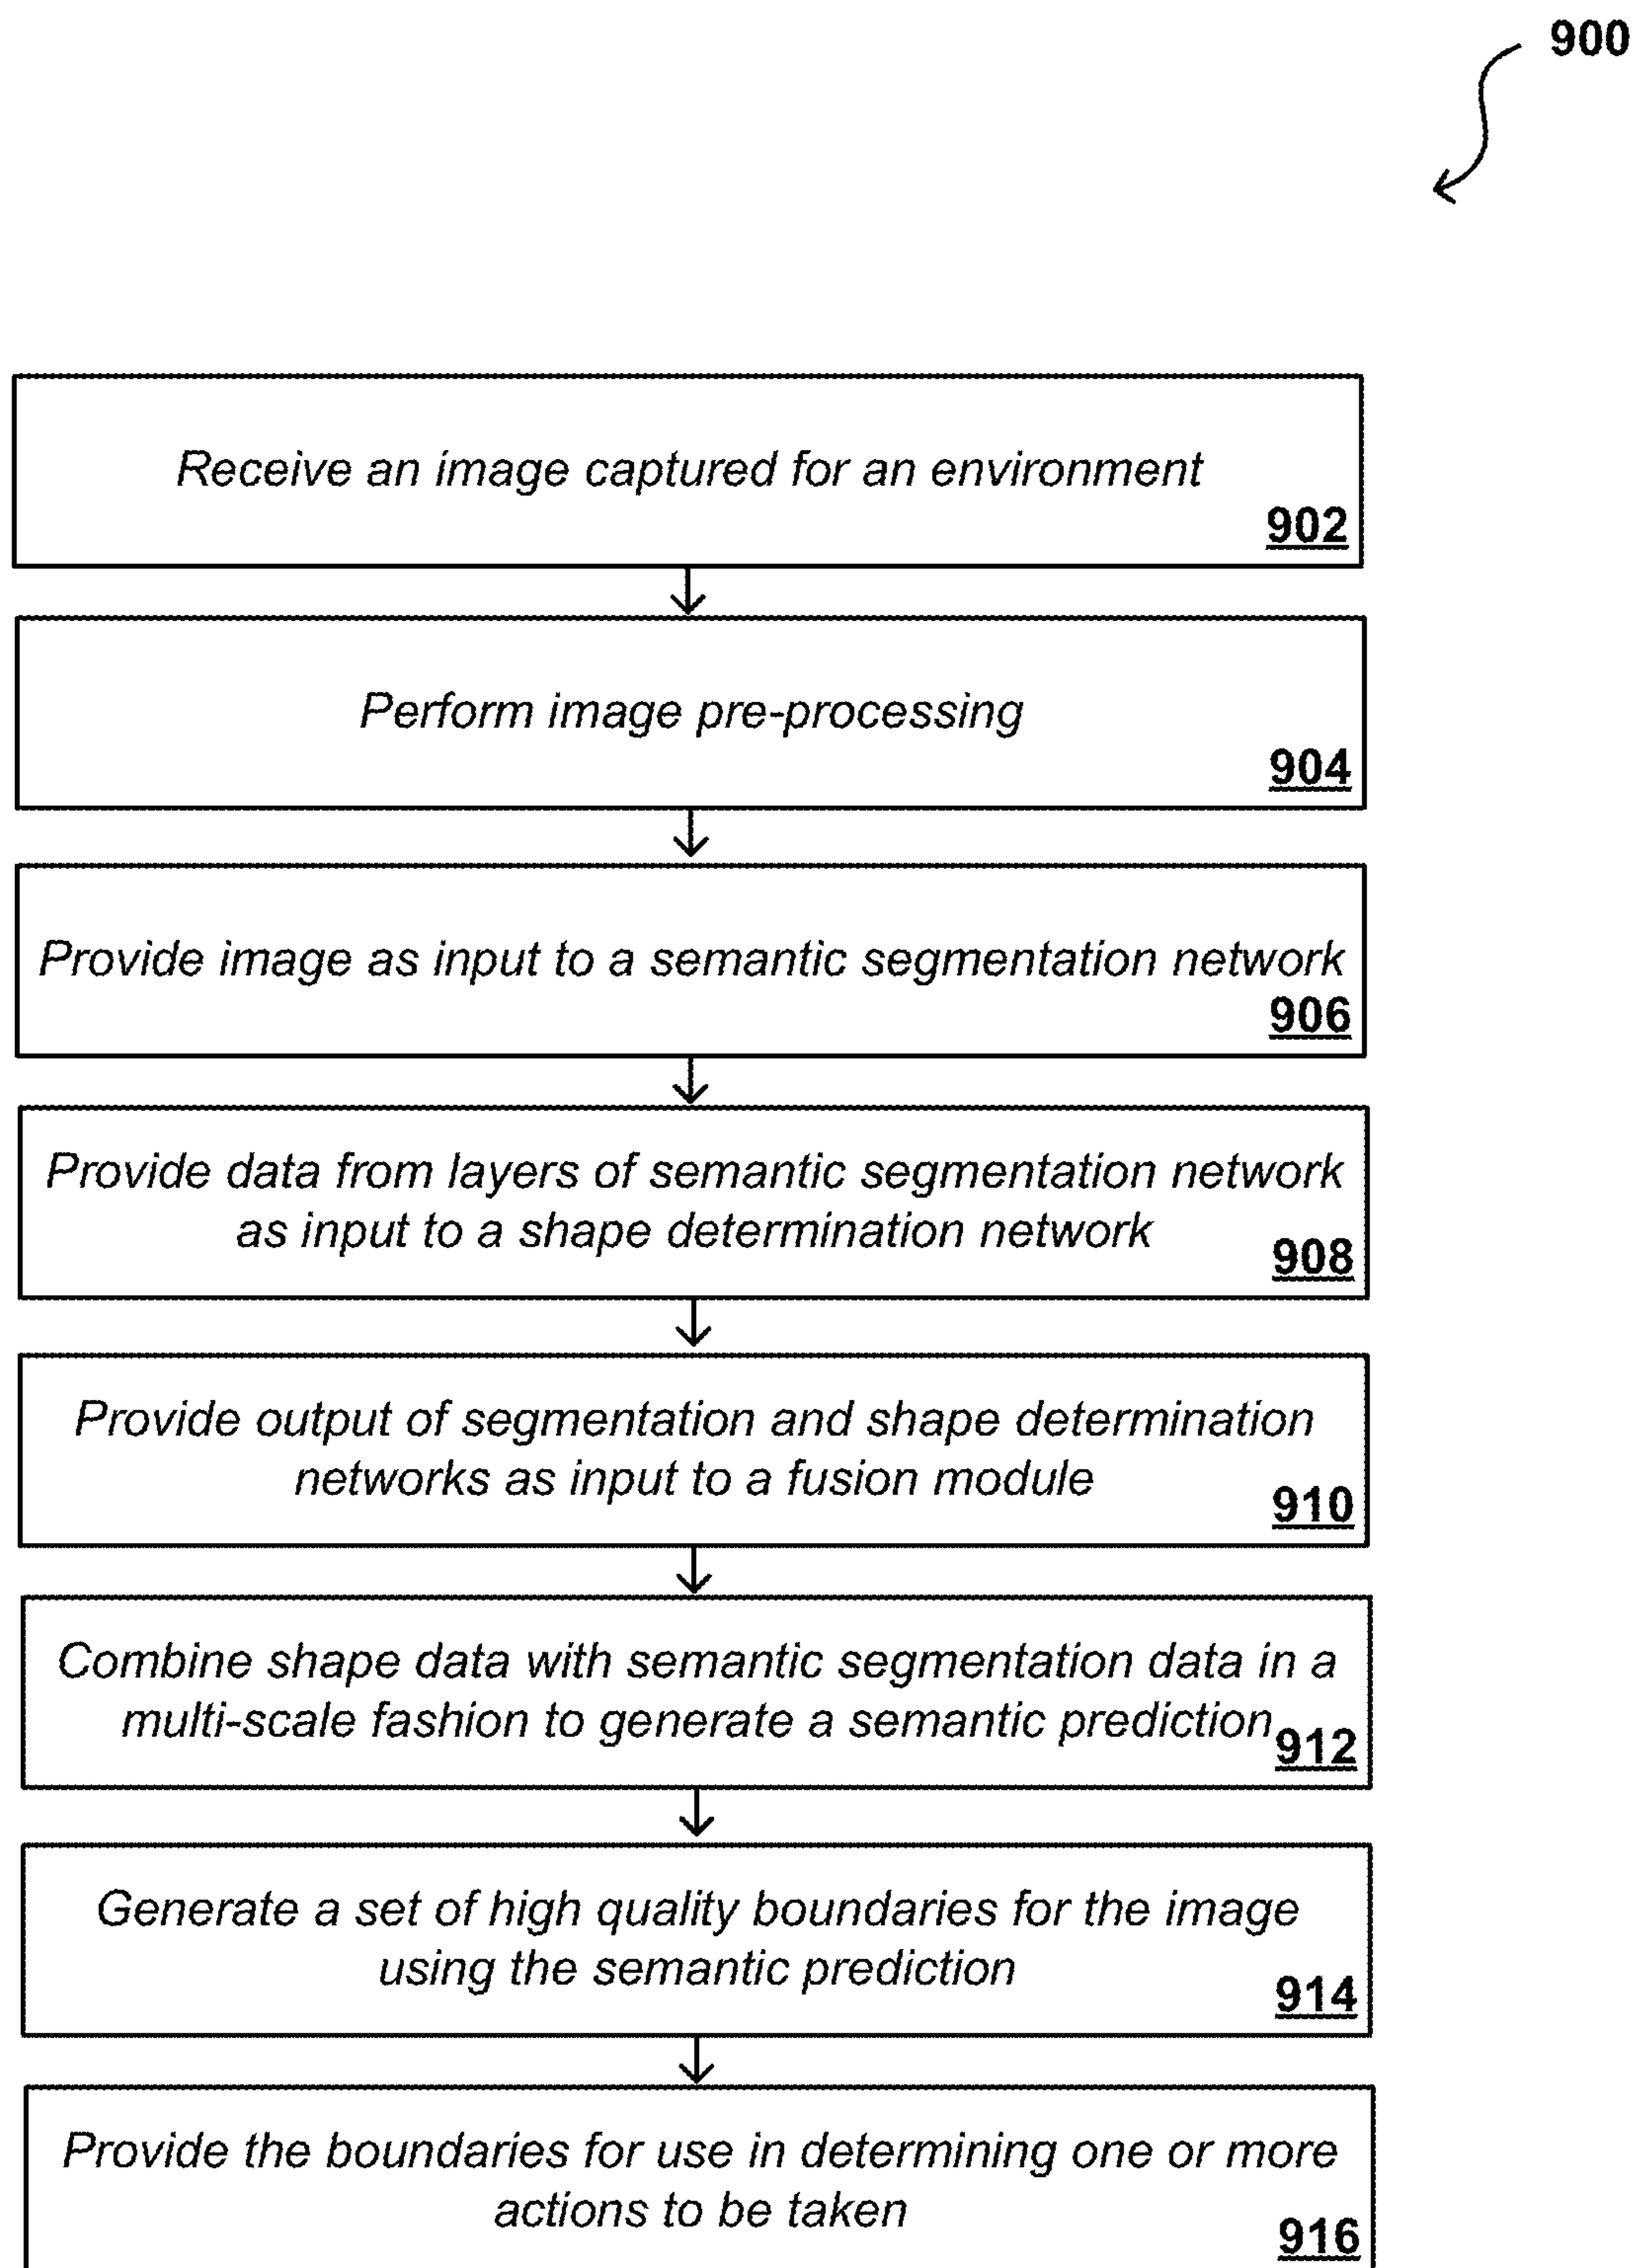 900
Receive an image captured for an environment
902
Perform image pre-processing
904
Provide image as input to a semantic segmentation network
906
Provide data from layers of semantic segmentation network
as input to a shape determination network
908
Provide output of segmentation and shape determination
networks as input to a fusion module
910
Combine shape data with semantic segmentation data in a
multi-scale fashion to generate a semantic prediction
912
Generate a set of high quality boundaries for the image
using the semantic prediction
914
Provide the boundaries for use in determining one or more
actions to be taken
916